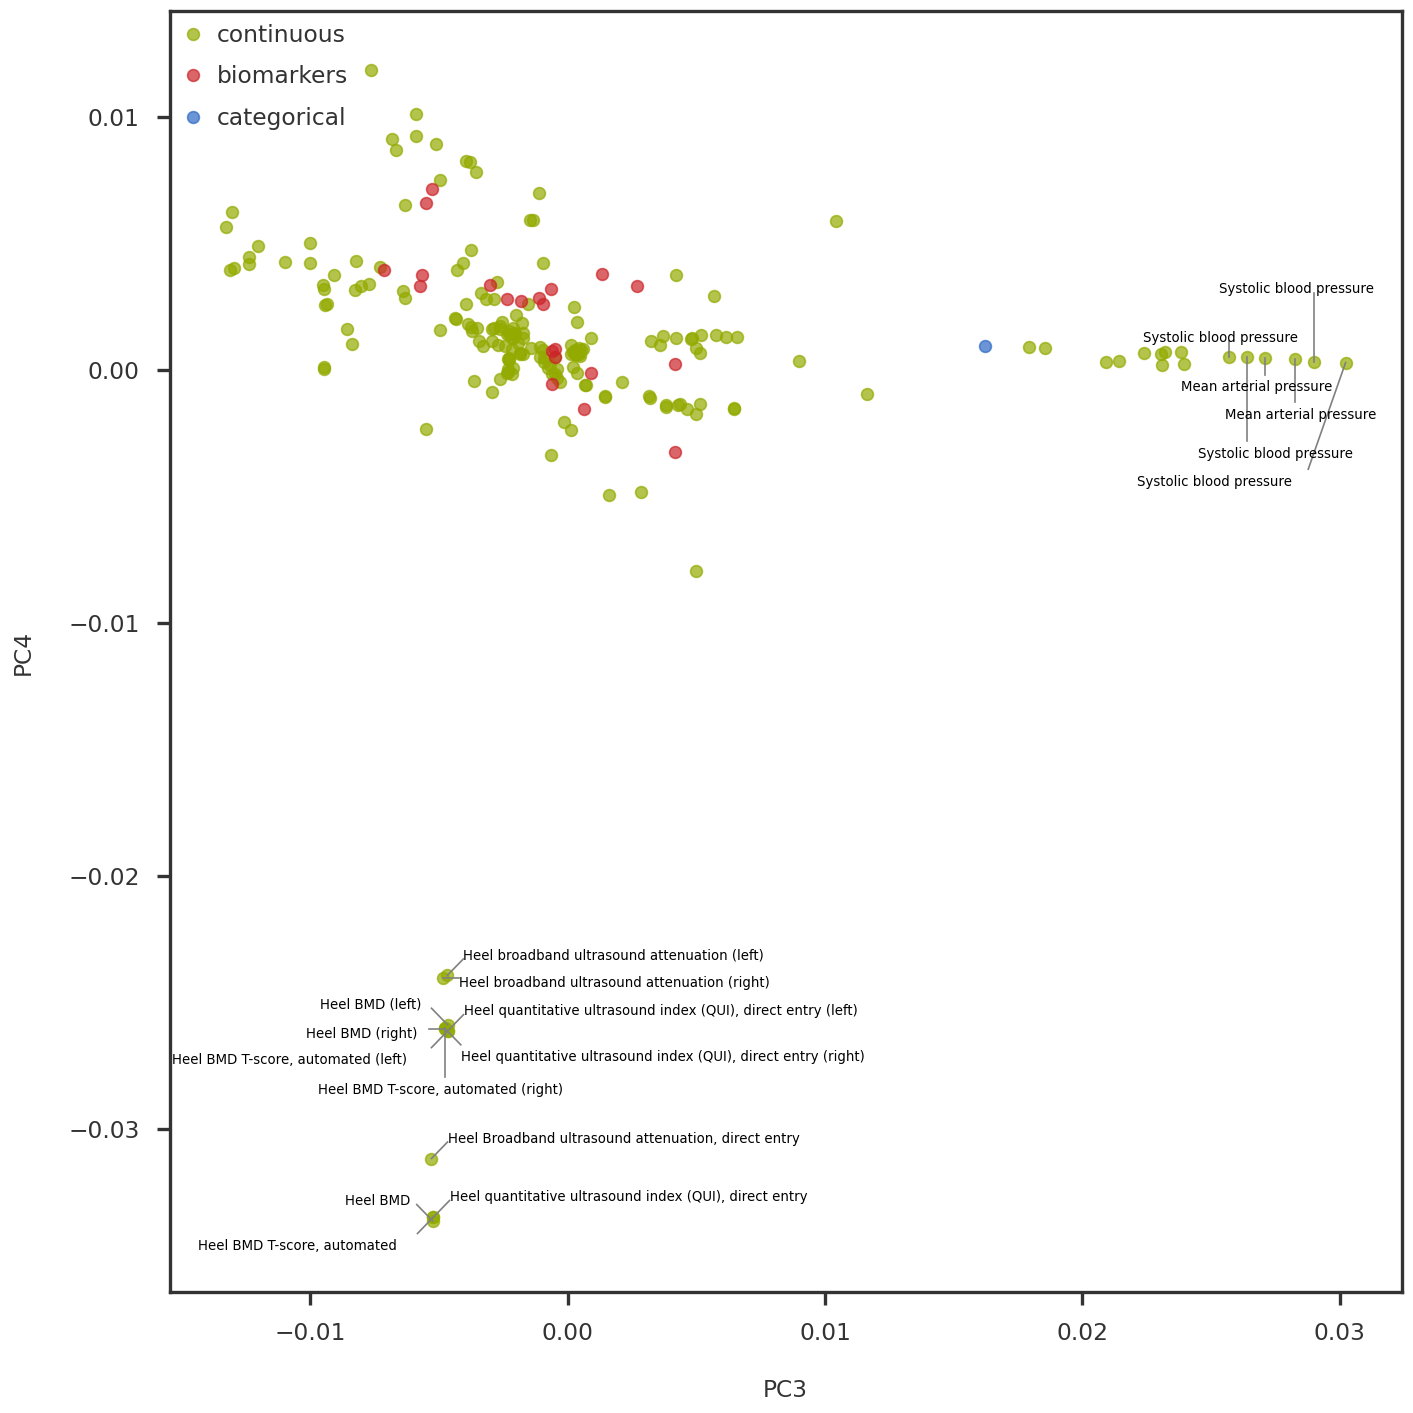 continuous
biomarkers
categorical
0.01
0.00
−0.01
−0.02
−0.03
PC4
Systolic blood pressure
Systolic blood pressure
Mean arterial pressure
Mean arterial pressure
Systolic blood pressure
Systolic blood pressure
Heel broadband ultrasound attenuation (left)
Heel broadband ultrasound attenuation (right)
Heel BMD (left)
Heel quantitative ultrasound index (QUI), direct entry (left)
Heel BMD (right)
Heel BMD T-score, automated (left)
Heel quantitative ultrasound index (QUI), direct entry (right)
Heel BMD T-score, automated (right)
Heel Broadband ultrasound attenuation, direct entry
Heel BMD
Heel quantitative ultrasound index (QUI), direct entry
Heel BMD T-score, automated
−0.01
0.00
0.01
0.02
0.03
PC3